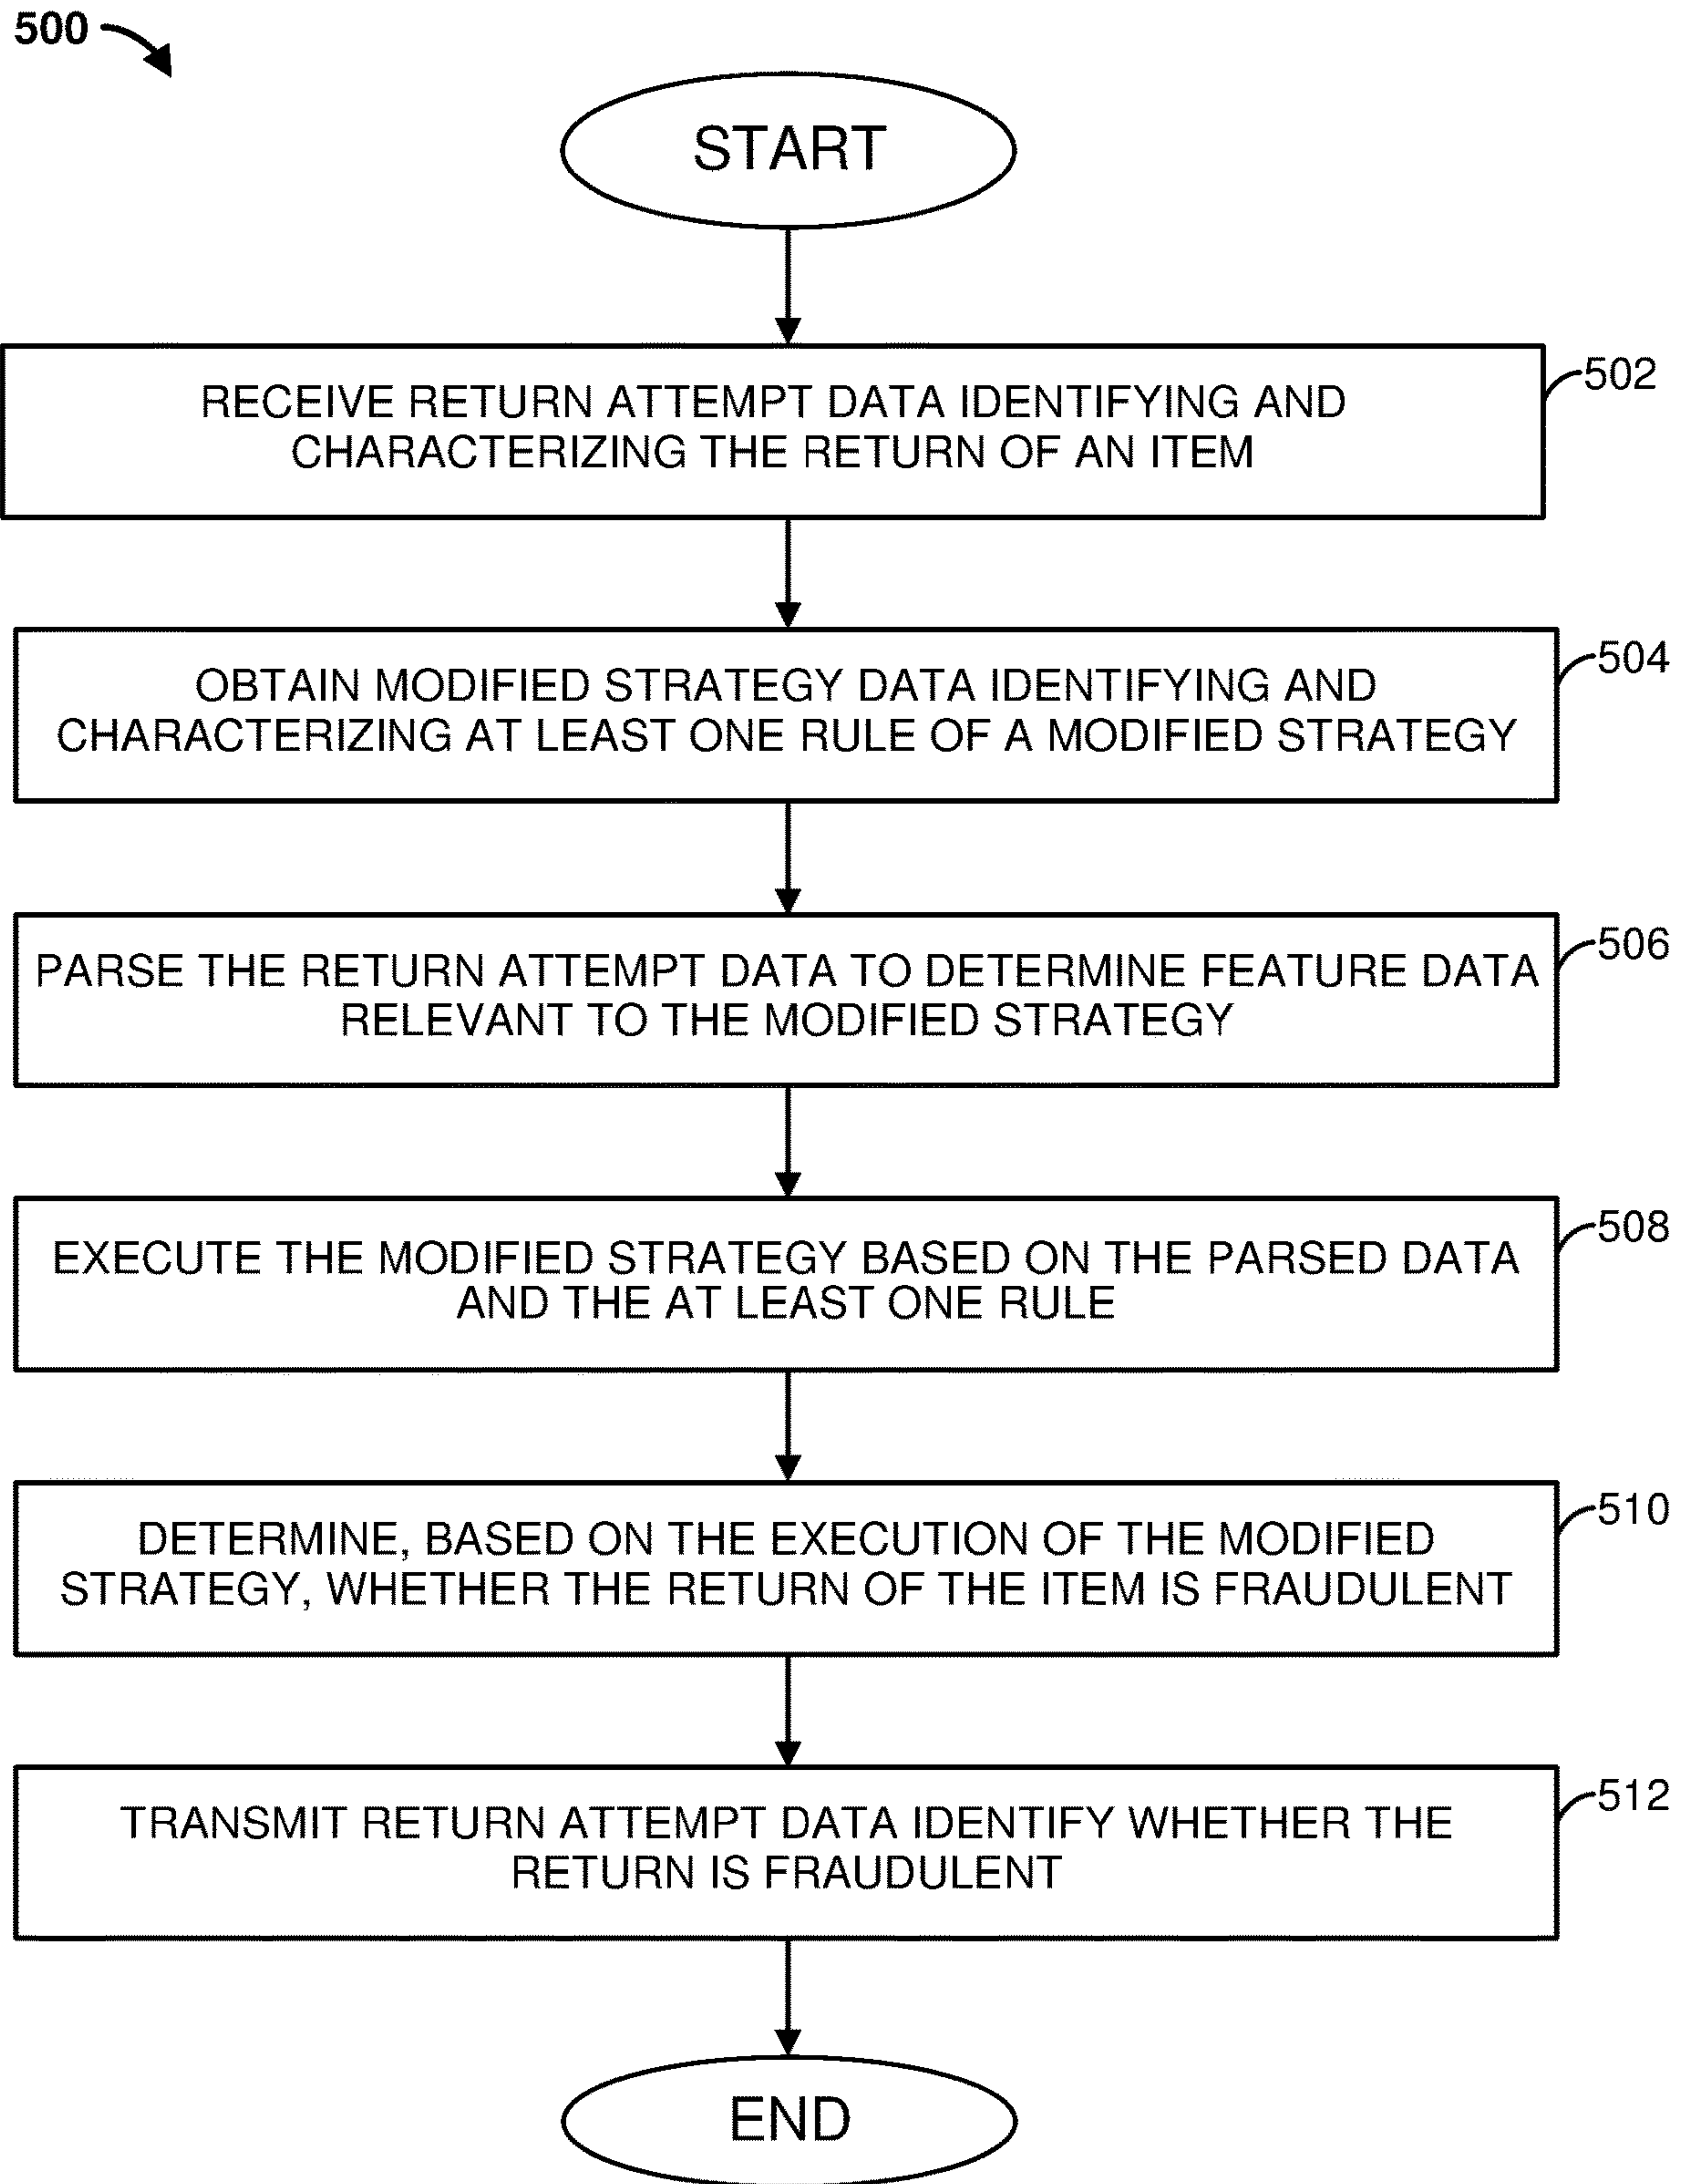 500
START
RECEIVE RETURN ATTEMPT DATA IDENTIFYING AND
CHARACTERIZING THE RETURN OF AN ITEM
502
OBTAIN MODIFIED STRATEGY DATA IDENTIFYING AND
CHARACTERIZING AT LEAST ONE RULE OF A MODIFIED STRATEGY
504
PARSE THE RETURN ATTEMPT DATA TO DETERMINE FEATURE DATA
RELEVANT TO THE MODIFIED STRATEGY
506
EXECUTE THE MODIFIED STRATEGY BASED ON THE PARSED DATA
AND THE AT LEAST ONE RULE
508
DETERMINE, BASED ON THE EXECUTION OF THE MODIFIED
STRATEGY, WHETHER THE RETURN OF THE ITEM IS FRAUDULENT
510
TRANSMIT RETURN ATTEMPT DATA IDENTIFY WHETHER THE
RETURN IS FRAUDULENT
512
END